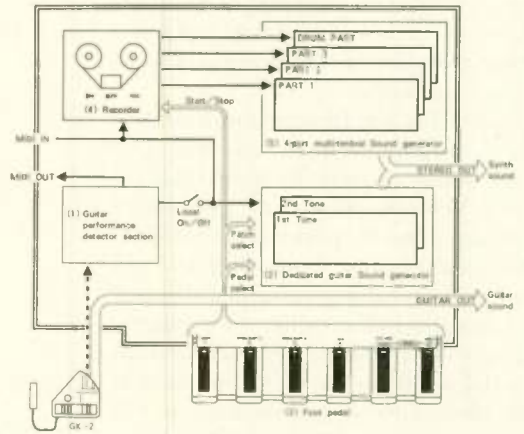 DRUM PART
PART 3
PART 2
PART 1
(4) Recorder
Start/Stop
(5) 4-part multi-timbral Sound generator
MIDI IN
STEREO OUT
Synth
sound
MIDI OUT
(1) Guitar
performance
detector section
Local
On/Off
2nd Tone
1st Tone
Patch
select
(2) Dedicated guitar Sound generator
Pedal
select
GUITAR OUT
Guitar
sound
(3) Foot pedal
GK-2